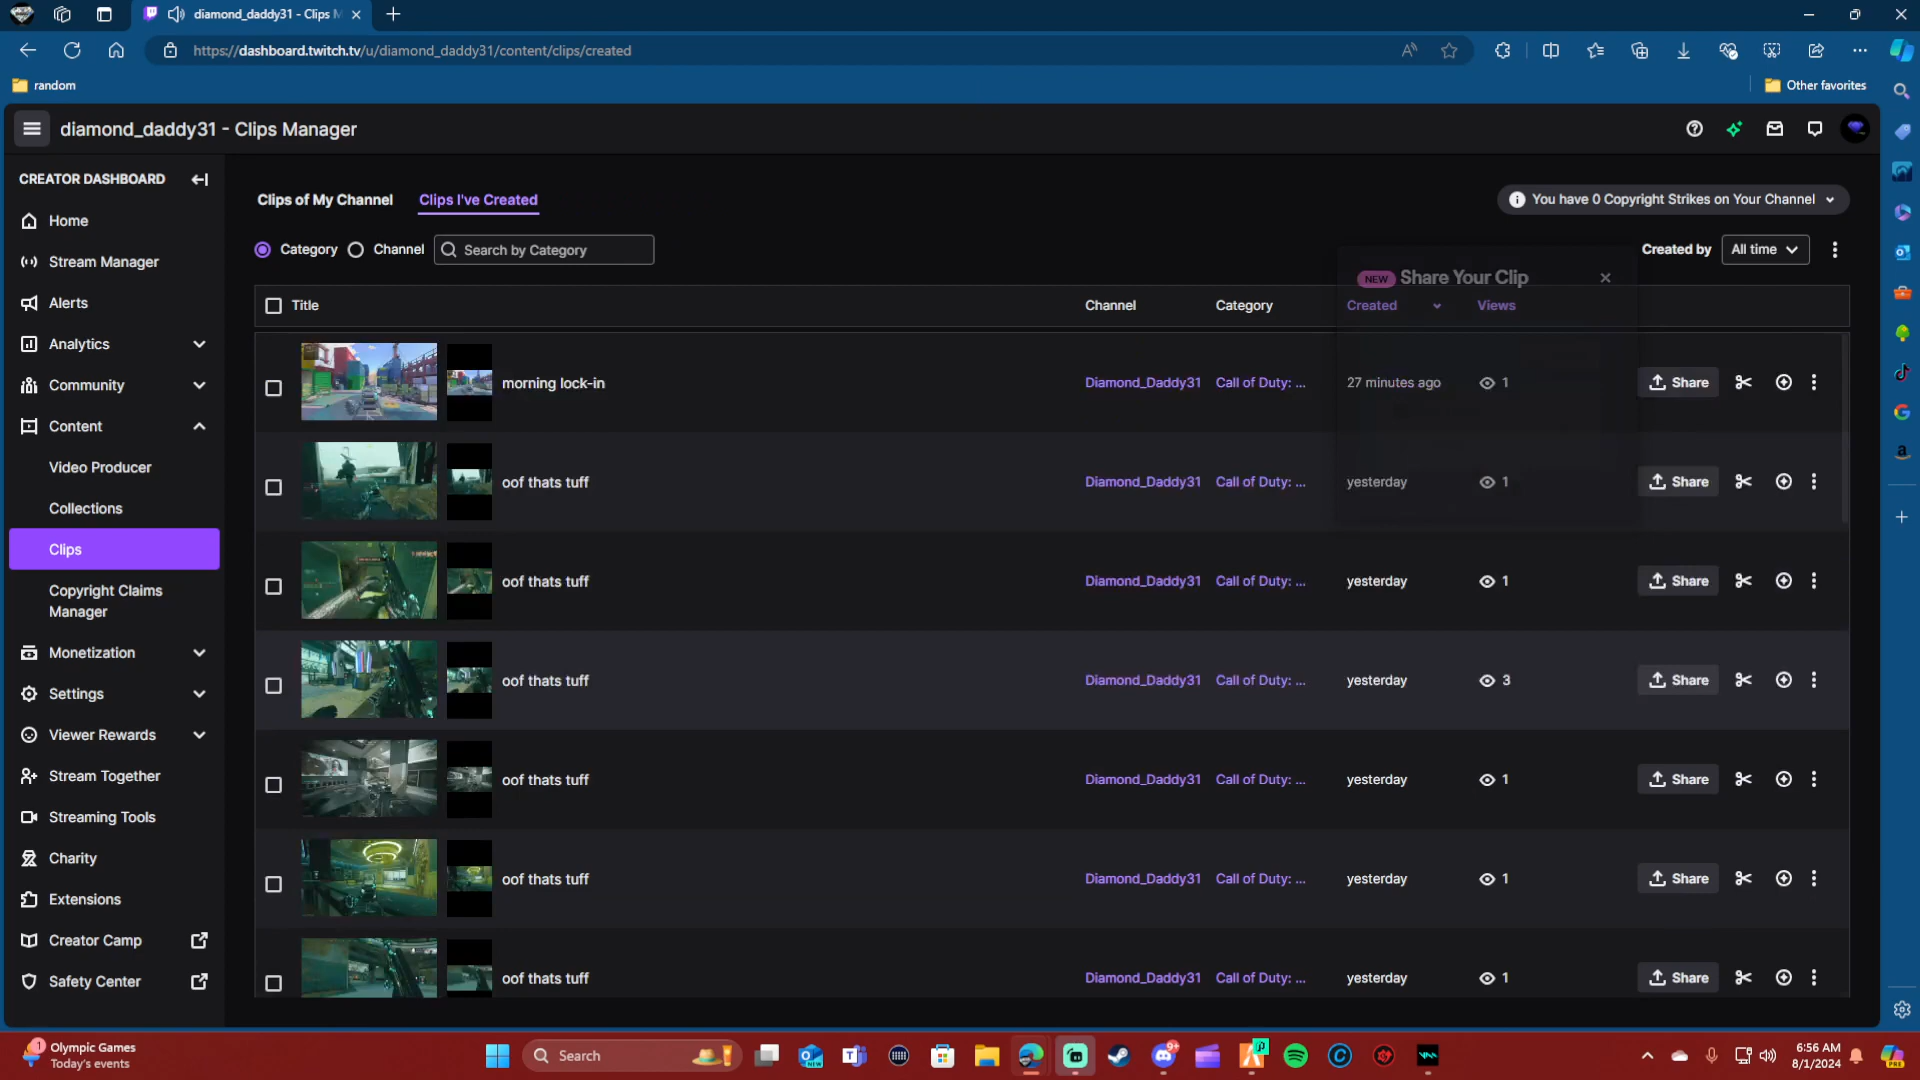 diamond_daddy31 - Clips M
https://dashboard.twitch.tv/u/diamond_daddy31/content/clips/created
random
Other favorites
diamond_daddy31 - Clips Manager
CREATOR DASHBOARD
Home
Stream Manager
Alerts
Analytics
Community
Content
Video Producer
Collections
Clips
Copyright Claims
Manager
Monetization
Settings
Viewer Rewards
Stream Together
Streaming Tools
Charity
Extensions
Creator Camp
Safety Center
Clips of My Channel Clips I've Created
You have 0 Copyright Strikes on Your Channel
Category Channel Search by Category
Created by All time
NEW Share Your Clip
Title Channel Category Created Views
morning lock-in Diamond_Daddy31 Call of Duty: ... 27 minutes ago 1 Share
oof thats tuff Diamond_Daddy31 Call of Duty: ... yesterday 1 Share
oof thats tuff Diamond_Daddy31 Call of Duty: ... yesterday 1 Share
oof thats tuff Diamond_Daddy31 Call of Duty: ... yesterday 3 Share
oof thats tuff Diamond_Daddy31 Call of Duty: ... yesterday 1 Share
oof thats tuff Diamond_Daddy31 Call of Duty: ... yesterday 1 Share
oof thats tuff Diamond_Daddy31 Call of Duty: ... yesterday 1 Share
1
Olympic Games
Today's events
Search
NEW
9+
6:56 AM
8/1/2024
PRE